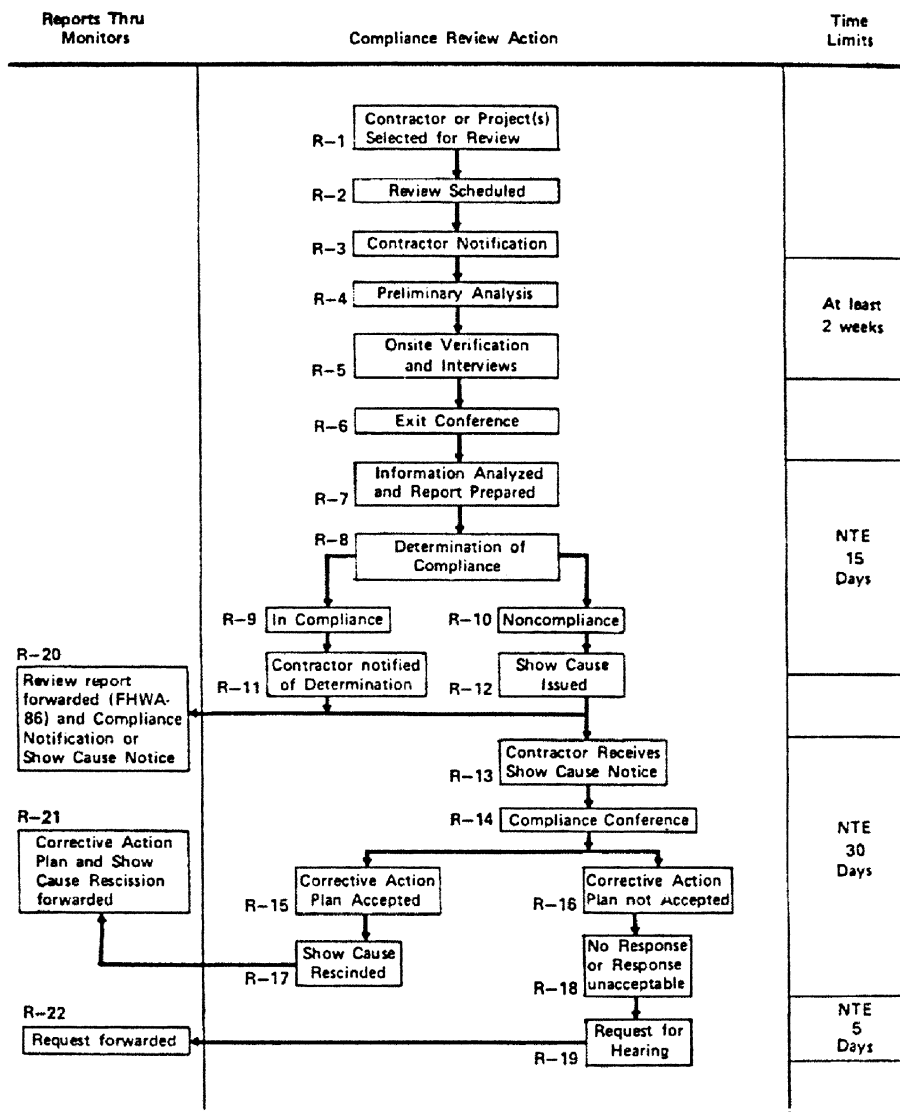 Reports Thru
Monitors
Compliance Review Action
Time
Limits
R-1
Contractor or Project(s)
Selected for Review
R-2
Review Scheduled
R-3
Contractor Notification
R-4
Preliminary Analysis
At least
2 weeks
R-5
Onsite Verification
and Interviews
R-6
Exit Conference
R-7
Information Analyzed
and Report Prepared
R-8
Determination of
Compliance
NTE
15
Days
R-9
In Compliance
R-10
Noncompliance
R-11
Contractor notified
of Determination
R-12
Show Cause
Issued
R-20
Review report
forwarded (FHWA-
86) and Compliance
Notification or
Show Cause Notice
R-13
Contractor Receives
Show Cause Notice
R-14
Compliance Conference
NTE
30
Days
R-21
Corrective Action
Plan and Show
Cause Rescission
forwarded
R-15
Corrective Action
Plan Accepted
R-16
Corrective Action
Plan not Accepted
R-17
Show Cause
Rescinded
R-18
No Response
or Response
unacceptable
R-22
Request forwarded
R-19
Request for
Hearing
NTE
5
Days